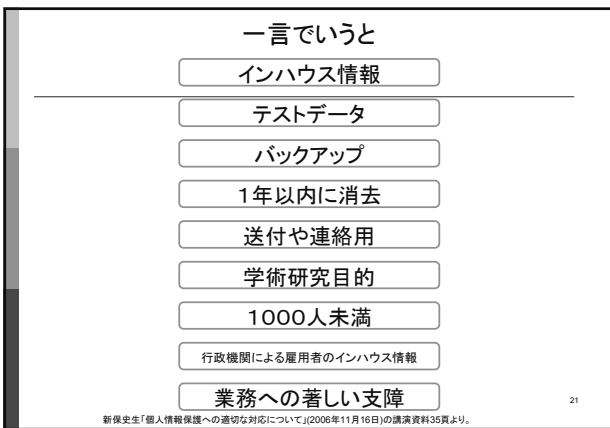 一言でいうと
インハウス情報
テストデータ
バックアップ
1年以内に消去
送付や連絡用
学術研究目的
1000人未満
行政機関による雇用者のインハウス情報
業務への著しい支障
21
新保史生「個人情報保護への適切な対応について」(2006年11月16日)の講演資料35頁より。